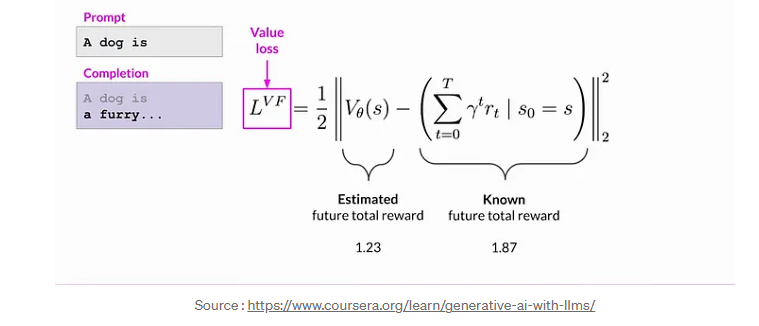 Prompt
A dog is
Completion
A dog is
a furry...
Value
loss
L^{VF} = \frac{1}{2} \left\| V_\theta(s) - \left( \sum_{t=0}^{T} \gamma^t r_t \mid s_0 = s \right) \right\|_2^2
Estimated
future total reward
1.23
Known
future total reward
1.87
Source : https://www.coursera.org/learn/generative-ai-with-llms/